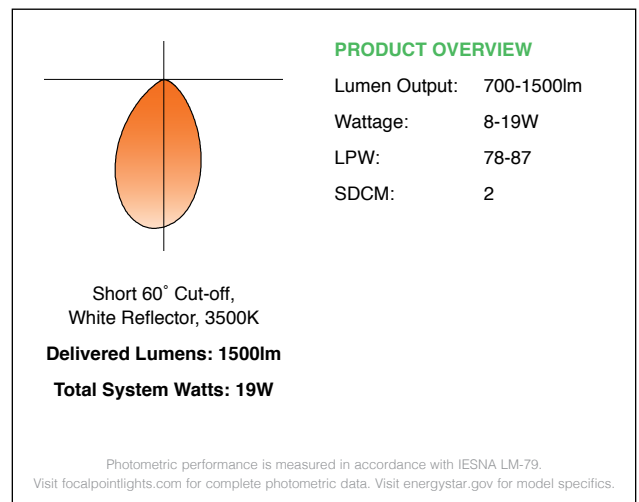 PRODUCT OVERVIEW
Lumen Output: 700-1500lm
Wattage: 8-19W
LPW: 78-87
SDCM: 2
Short 60˚ Cut-off,
White Reflector, 3500K
Delivered Lumens: 1500lm
Total System Watts: 19W
Photometric performance is measured in accordance with IESNA LM-79.
Visit focalpointlights.com for complete photometric data. Visit energystar.gov for model specifics.